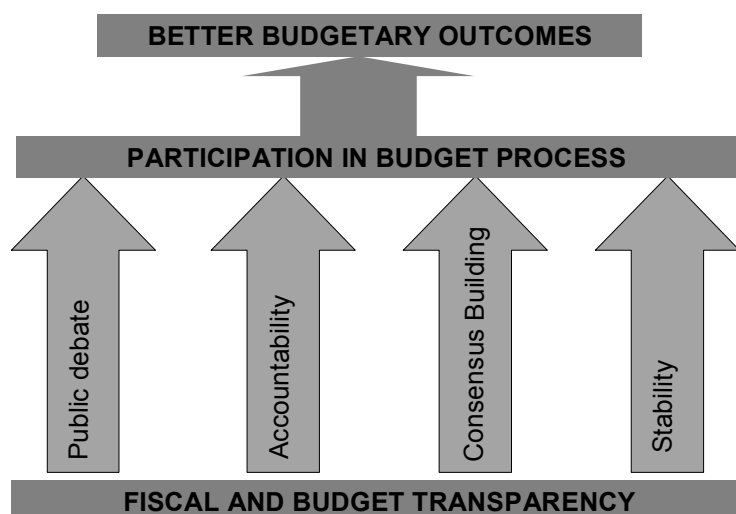 BETTER BUDGETARY OUTCOMES
PARTICIPATION IN BUDGET PROCESS
Public debate
Accountability
Consensus Building
Stability
FISCAL AND BUDGET TRANSPARENCY